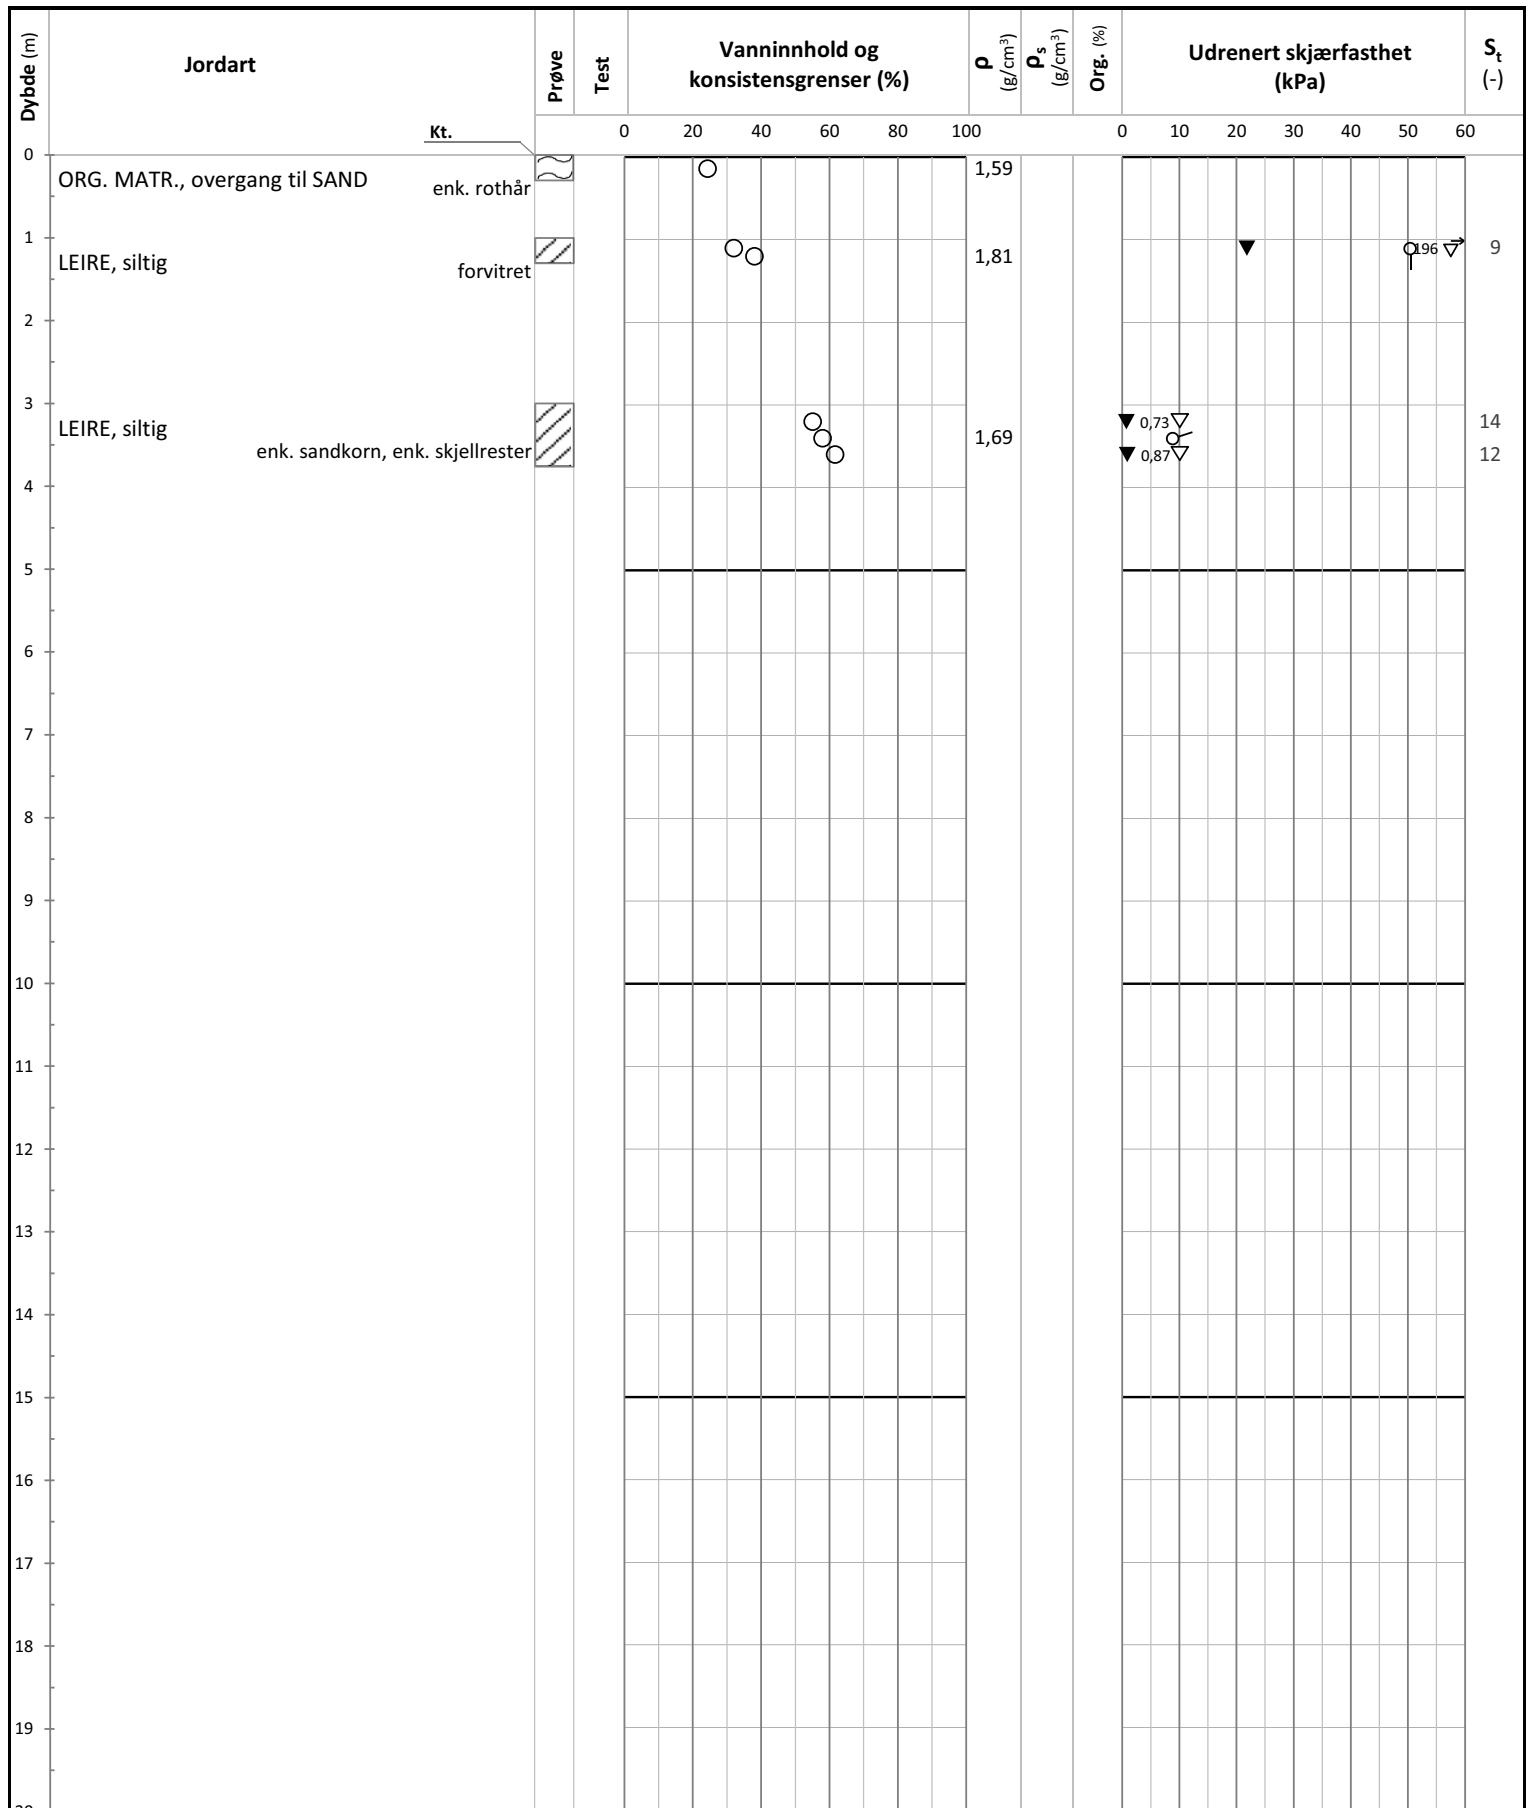 Dybde (m)
Jordart
Kt.
Prøve
Test
Vanninnhold og
konsistensgrenser (%)
ρ
(g/cm³)
ρs
(g/cm³)
Org. (%)
Udrenert skjærfasthet
(kPa)
St
(-)
0 20 40 60 80 100
0 10 20 30 40 50 60
0
ORG. MATR., overgang til SAND
enk. rothår
1,59
1
LEIRE, siltig
forvitret
1,81
196
9
2
3
LEIRE, siltig
enk. sandkorn, enk. skjellrester
1,69
0,73
14
0,87
12
4
5
6
7
8
9
10
11
12
13
14
15
16
17
18
19